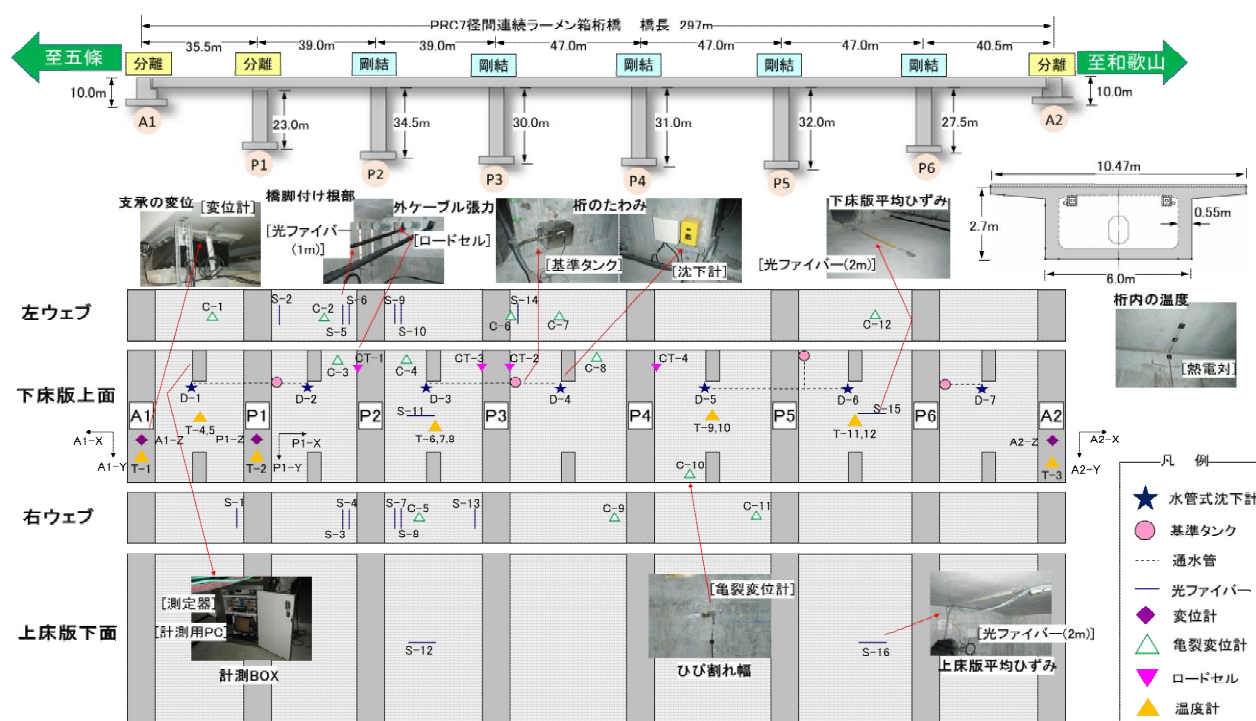 PRC7径間連続ラーメン箱桁橋 橋長 297m
35.5m 39.0m 39.0m 47.0m 47.0m 47.0m 40.5m
至五條 分離 分離 剛結 剛結 剛結 剛結 剛結 分離 至和歌山
10.0m 23.0m 34.5m 30.0m 31.0m 32.0m 27.5m 10.0m
A1 P1 P2 P3 P4 P5 P6 A2
10.47m
2.7m
0.55m
6.0m
支承の変位
[変位計]
橋脚付け根部
[光ファイバー
(1m)]
外ケーブル張力
[ロードセル]
桁のたわみ
[基準タンク]
[沈下計]
下床版平均ひずみ
[光ファイバー(2m)]
桁内の温度
[熱電対]
左ウェブ
C-1 S-2 C-2 S-5 S-6 S-9 S-10 C-6 S-14 C-7 C-12
下床版上面
C-3 CT-1 C-4 CT-3 CT-2 C-8 CT-4
D-1 D-2 D-3 D-4 D-5 D-6 D-7
A1 P1 P2 P3 P4 P5 P6 A2
T-4,5 S-11 T-6,7,8 T-9,10 T-11,12 S-15
A1-X A1-Y A1-Z P1-Z P1-X P1-Y A2-Z A2-X A2-Y
T-1 T-2 C-10 T-3
右ウェブ
S-1 S-4 S-3 S-7 S-8 C-5 S-13 C-9 C-11
上床版下面
[測定器]
[計測用PC]
計測BOX
S-12
[亀裂変位計]
ひび割れ幅
S-16
[光ファイバー(2m)]
上床版平均ひずみ
凡 例
水管式沈下計
基準タンク
通水管
光ファイバー
変位計
亀裂変位計
ロードセル
温度計